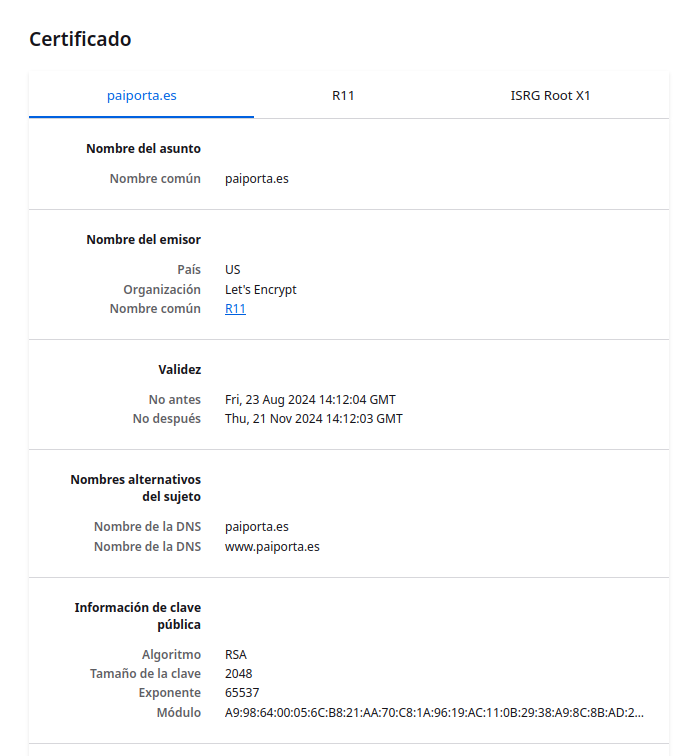 Certificado
paiporta.es R11 ISRG Root X1
Nombre del asunto
Nombre común paiporta.es
Nombre del emisor
País US
Organización Let's Encrypt
Nombre común R11
Validez
No antes Fri, 23 Aug 2024 14:12:04 GMT
No después Thu, 21 Nov 2024 14:12:03 GMT
Nombres alternativos
del sujeto
Nombre de la DNS paiporta.es
Nombre de la DNS www.paiporta.es
Información de clave
pública
Algoritmo RSA
Tamaño de la clave 2048
Exponente 65537
Módulo A9:98:64:00:05:6C:B8:21:AA:70:C8:1A:96:19:AC:11:0B:29:38:A9:8C:8B:AD:2...